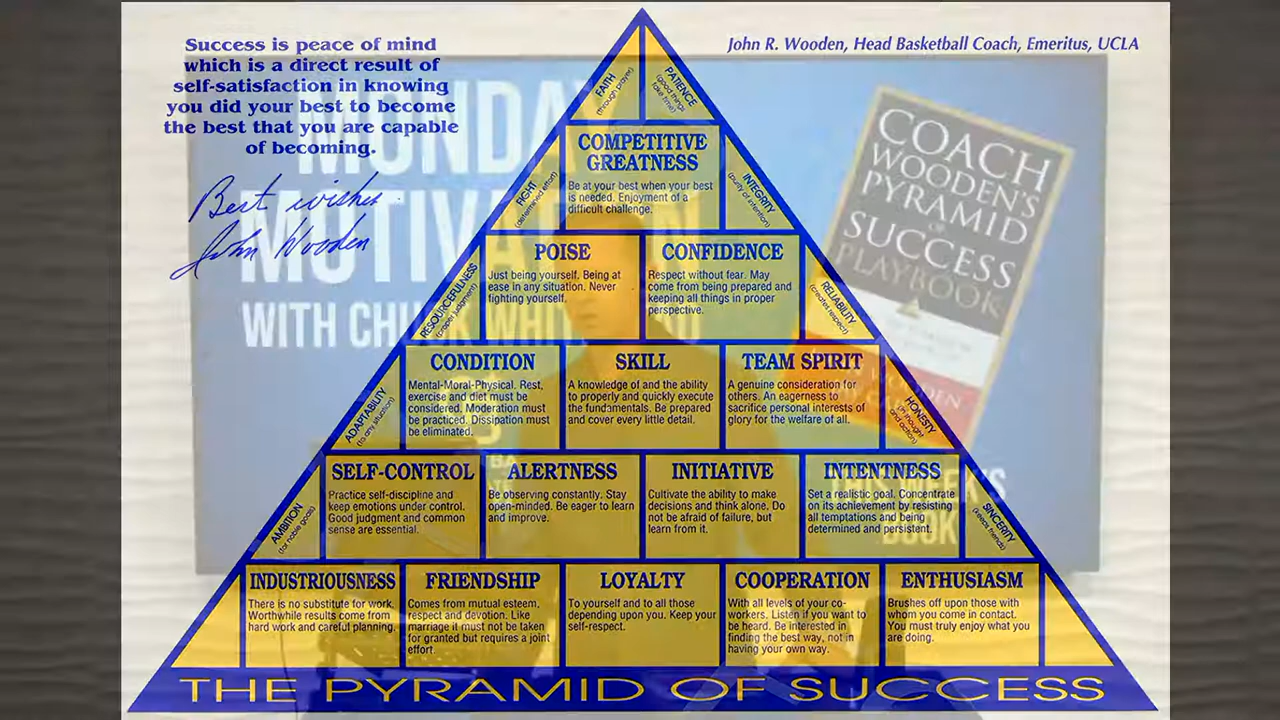 Success is peace of mind
which is a direct result of
self-satisfaction in knowing
you did your best to become
the best that you are capable
of becoming.
Best wishes
John Wooden
John R. Wooden, Head Basketball Coach, Emeritus, UCLA
MONDAY
MOTIVA
WITH CHUCK WHI
COACH
WOODEN'S
PYRAMID
OF
SUCCESS
PLAYBOOK
THIS WEEK'S
BOOK
FAITH
(through prayer)
PATIENCE
(good things
take time)
COMPETITIVE
GREATNESS
Be at your best when your best
is needed. Enjoyment of a
difficult challenge.
FIGHT
(determined effort)
INTEGRITY
(purity of intention)
POISE
Just being yourself. Being at
ease in any situation. Never
fighting yourself.
CONFIDENCE
Respect without fear. May
come from being prepared and
keeping all things in proper
perspective.
RESOURCEFULNESS
(proper judgment)
RELIABILITY
(creates respect)
CONDITION
Mental-Moral-Physical. Rest,
exercise and diet must be
considered. Moderation must
be practiced. Dissipation must
be eliminated.
SKILL
A knowledge of and the ability
to properly and quickly execute
the fundamentals. Be prepared
and cover every little detail.
TEAM SPIRIT
A genuine consideration for
others. An eagerness to
sacrifice personal interests of
glory for the welfare of all.
ADAPTABILITY
(to any situation)
HONESTY
(in thought
and action)
SELF-CONTROL
Practice self-discipline and
keep emotions under control.
Good judgment and common
sense are essential.
ALERTNESS
Be observing constantly. Stay
open-minded. Be eager to learn
and improve.
INITIATIVE
Cultivate the ability to make
decisions and think alone. Do
not be afraid of failure, but
learn from it.
INTENTNESS
Set a realistic goal. Concentrate
on its achievement by resisting
all temptations and being
determined and persistent.
AMBITION
(for noble goals)
SINCERITY
(keeps friends)
INDUSTRIOUSNESS
There is no substitute for work.
Worthwhile results come from
hard work and careful planning.
FRIENDSHIP
Comes from mutual esteem,
respect and devotion. Like
marriage it must not be taken
for granted but requires a joint
effort.
LOYALTY
To yourself and to all those
depending upon you. Keep your
self-respect.
COOPERATION
With all levels of your co-
workers. Listen if you want to
be heard. Be interested in
finding the best way, not in
having your own way.
ENTHUSIASM
Brushes off upon those with
whom you come in contact.
You must truly enjoy what you
are doing.
THE PYRAMID OF SUCCESS